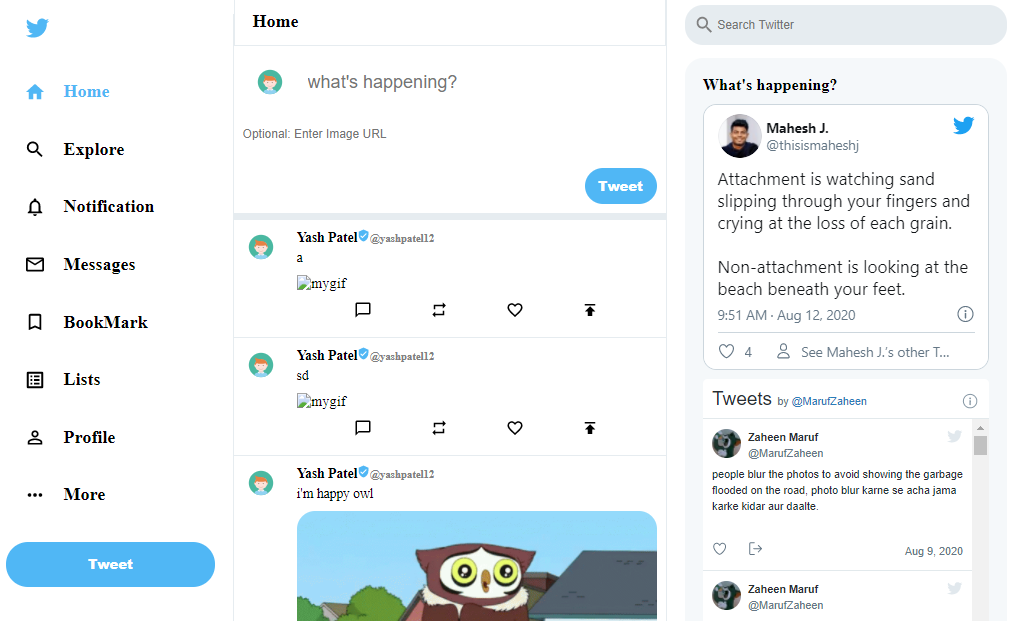 Home
Explore
Notification
Messages
BookMark
Lists
Profile
More
Tweet
Home
what's happening?
Optional: Enter Image URL
Tweet
Yash Patel @yashpatel12
a
mygif
Yash Patel @yashpatel12
sd
mygif
Yash Patel @yashpatel12
i'm happy owl
Search Twitter
What's happening?
Mahesh J.
@thisismaheshj
Attachment is watching sand
slipping through your fingers and
crying at the loss of each grain.
Non-attachment is looking at the
beach beneath your feet.
9:51 AM · Aug 12, 2020
4 See Mahesh J.'s other T...
Tweets by @MarufZaheen
Zaheen Maruf
@MarufZaheen
people blur the photos to avoid showing the garbage
flooded on the road, photo blur karne se acha jama
karke kidar aur daalte.
Aug 9, 2020
Zaheen Maruf
@MarufZaheen